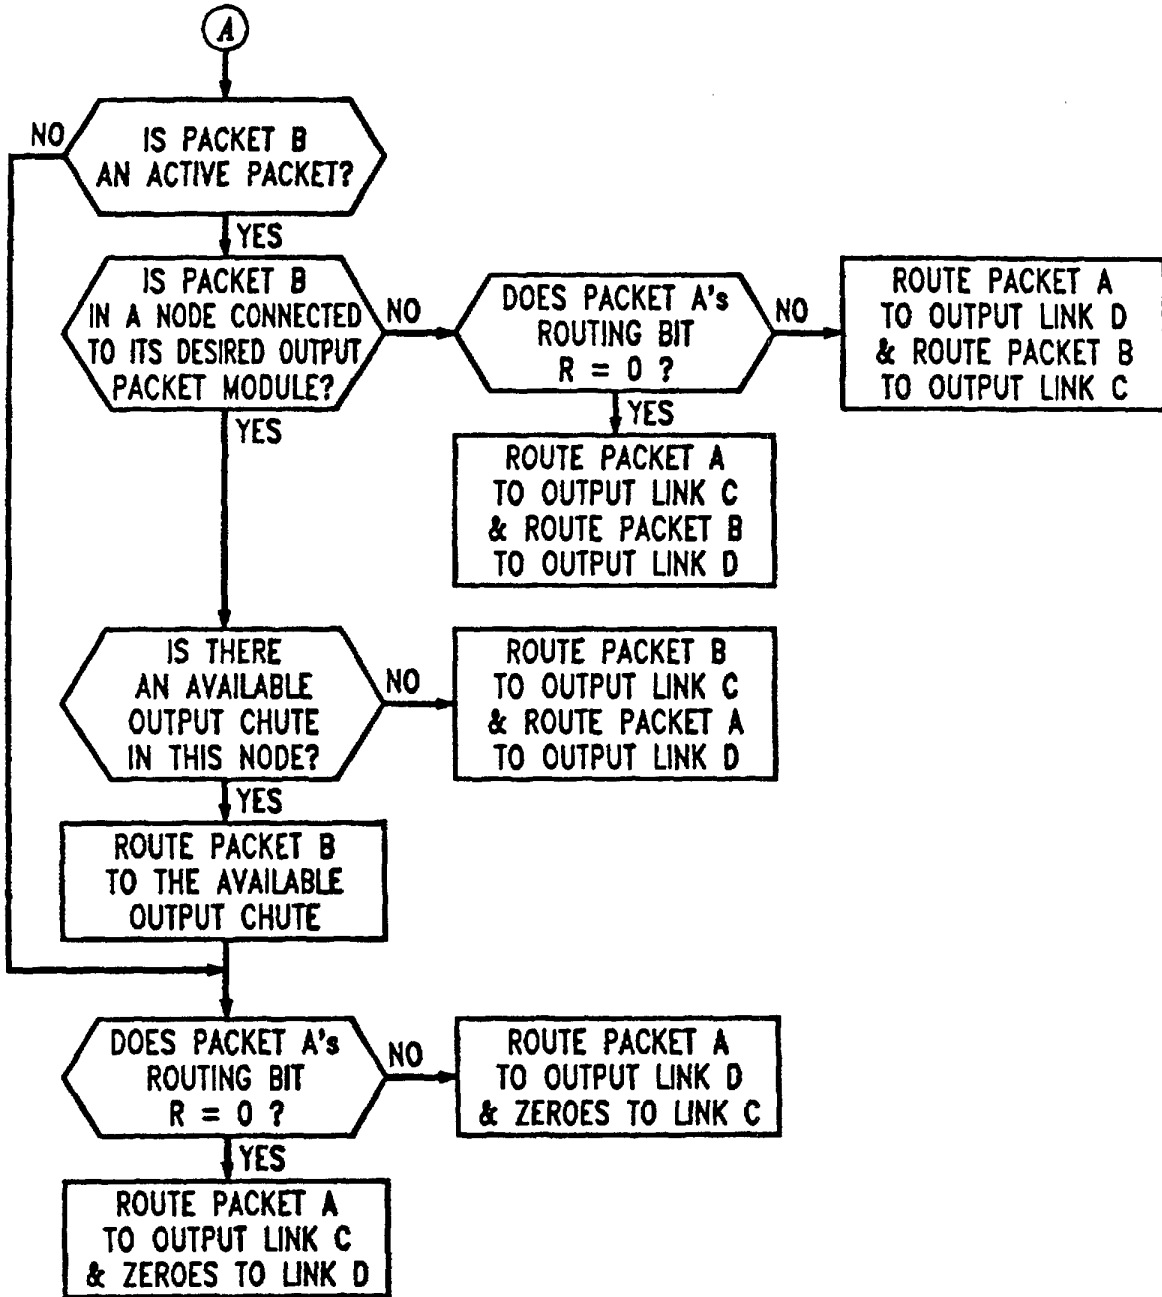 A
IS PACKET B
AN ACTIVE PACKET?
NO
YES
IS PACKET B
IN A NODE CONNECTED
TO ITS DESIRED OUTPUT
PACKET MODULE?
NO
YES
DOES PACKET A's
ROUTING BIT
R = 0 ?
NO
YES
ROUTE PACKET A
TO OUTPUT LINK D
& ROUTE PACKET B
TO OUTPUT LINK C
ROUTE PACKET A
TO OUTPUT LINK C
& ROUTE PACKET B
TO OUTPUT LINK D
IS THERE
AN AVAILABLE
OUTPUT CHUTE
IN THIS NODE?
NO
YES
ROUTE PACKET B
TO OUTPUT LINK C
& ROUTE PACKET A
TO OUTPUT LINK D
ROUTE PACKET B
TO THE AVAILABLE
OUTPUT CHUTE
DOES PACKET A's
ROUTING BIT
R = 0 ?
NO
YES
ROUTE PACKET A
TO OUTPUT LINK D
& ZEROES TO LINK C
ROUTE PACKET A
TO OUTPUT LINK C
& ZEROES TO LINK D